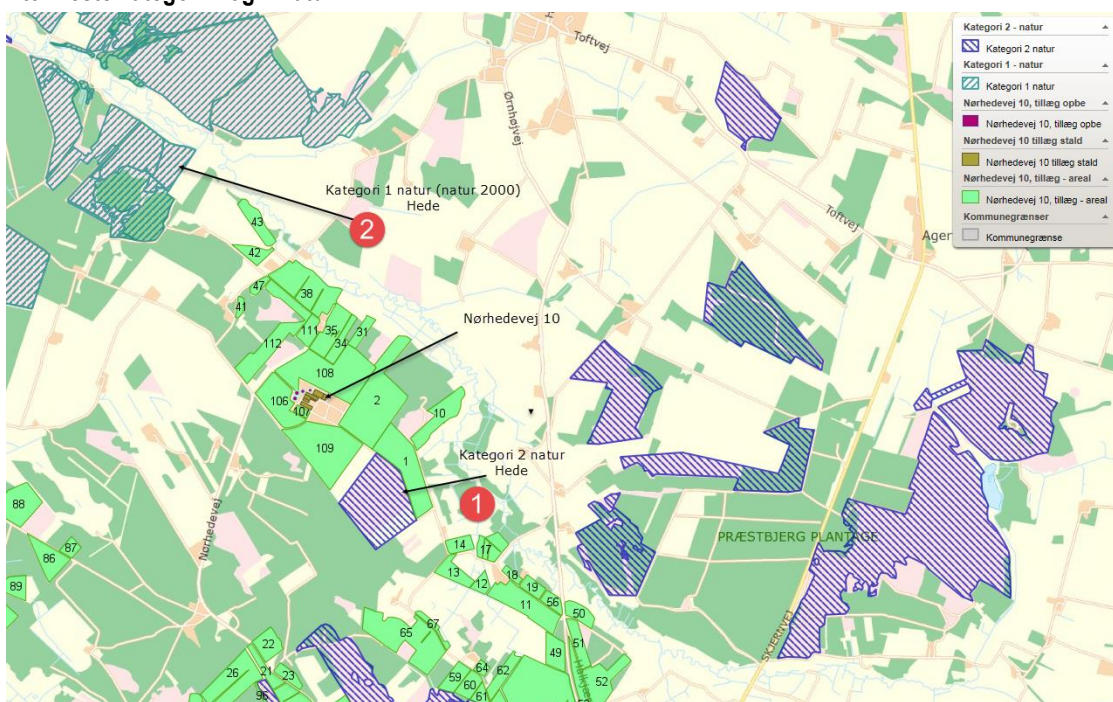 Toftvej
Ørnhøjvej
Toftvej
Ager
Kategori 2 - natur
Kategori 2 natur
Kategori 1 - natur
Kategori 1 natur
Nørhedevej 10, tillæg opbe
Nørhedevej 10, tillæg opbe
Nørhedevej 10 tillæg stald
Nørhedevej 10 tillæg stald
Nørhedevej 10, tillæg - areal
Nørhedevej 10, tillæg - areal
Kommunegrænser
Kommunegrænse
Kategori 1 natur (natur 2000)
Hede
2
43
42
47
38
41
111
35
31
34
112
Nørhedevej 10
108
106
107
2
10
109
1
Kategori 2 natur
Hede
1
88
86
87
89
Nørhedevej
14
17
13
12
18
19
56
11
50
PRÆSTBJERG PLANTAGE
SKJERNVEJ
67
65
51
49
22
21
23
26
96
64
62
59
60
61
52